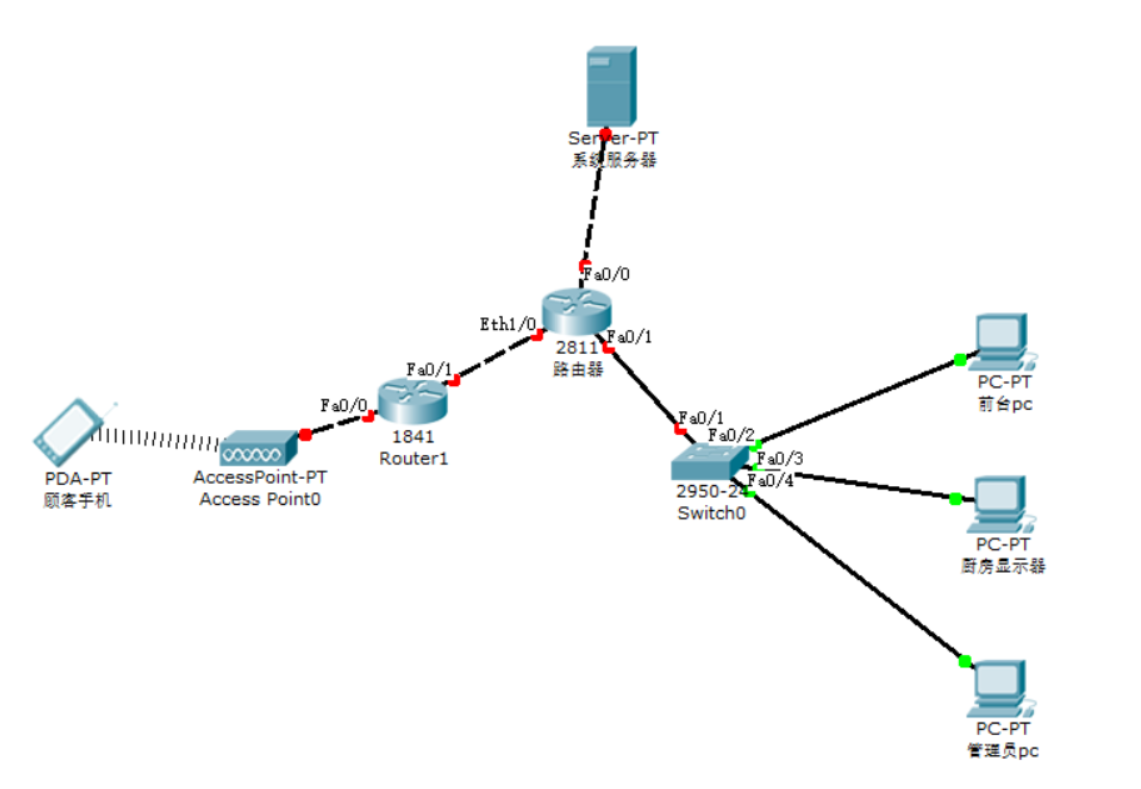 Server-PT
系统服务器
Fa0/0
Eth1/0
Fa0/1
2811
路由器
Fa0/1
Fa0/0
1841
Router1
PDA-PT
顾客手机
AccessPoint-PT
Access Point0
Fa0/1
Fa0/2
Fa0/3
Fa0/4
2950-24
Switch0
PC-PT
前台pc
PC-PT
厨房显示器
PC-PT
管理员pc